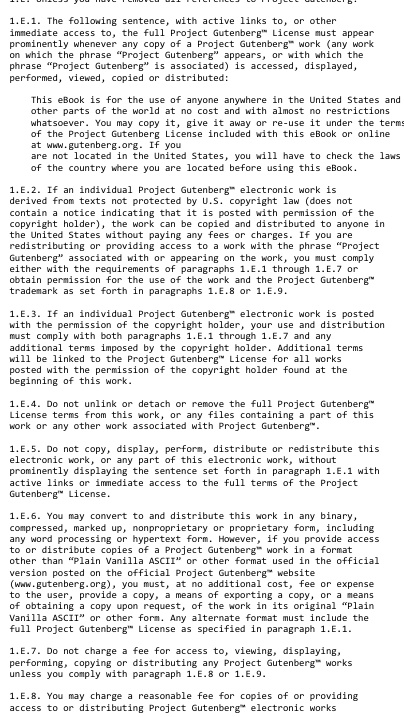 1.E. Unless you have removed all references to Project Gutenberg:
1.E.1. The following sentence, with active links to, or other
immediate access to, the full Project Gutenberg™ License must appear
prominently whenever any copy of a Project Gutenberg™ work (any work
on which the phrase “Project Gutenberg” appears, or with which the
phrase “Project Gutenberg” is associated) is accessed, displayed,
performed, viewed, copied or distributed:
This eBook is for the use of anyone anywhere in the United States and
other parts of the world at no cost and with almost no restrictions
whatsoever. You may copy it, give it away or re-use it under the terms
of the Project Gutenberg License included with this eBook or online
at www.gutenberg.org. If you
are not located in the United States, you will have to check the laws
of the country where you are located before using this eBook.
1.E.2. If an individual Project Gutenberg™ electronic work is
derived from texts not protected by U.S. copyright law (does not
contain a notice indicating that it is posted with permission of the
copyright holder), the work can be copied and distributed to anyone in
the United States without paying any fees or charges. If you are
redistributing or providing access to a work with the phrase “Project
Gutenberg” associated with or appearing on the work, you must comply
either with the requirements of paragraphs 1.E.1 through 1.E.7 or
obtain permission for the use of the work and the Project Gutenberg™
trademark as set forth in paragraphs 1.E.8 or 1.E.9.
1.E.3. If an individual Project Gutenberg™ electronic work is posted
with the permission of the copyright holder, your use and distribution
must comply with both paragraphs 1.E.1 through 1.E.7 and any
additional terms imposed by the copyright holder. Additional terms
will be linked to the Project Gutenberg™ License for all works
posted with the permission of the copyright holder found at the
beginning of this work.
1.E.4. Do not unlink or detach or remove the full Project Gutenberg™
License terms from this work, or any files containing a part of this
work or any other work associated with Project Gutenberg™.
1.E.5. Do not copy, display, perform, distribute or redistribute this
electronic work, or any part of this electronic work, without
prominently displaying the sentence set forth in paragraph 1.E.1 with
active links or immediate access to the full terms of the Project
Gutenberg™ License.
1.E.6. You may convert to and distribute this work in any binary,
compressed, marked up, nonproprietary or proprietary form, including
any word processing or hypertext form. However, if you provide access
to or distribute copies of a Project Gutenberg™ work in a format
other than “Plain Vanilla ASCII” or other format used in the official
version posted on the official Project Gutenberg™ website
(www.gutenberg.org), you must, at no additional cost, fee or expense
to the user, provide a copy, a means of exporting a copy, or a means
of obtaining a copy upon request, of the work in its original “Plain
Vanilla ASCII” or other form. Any alternate format must include the
full Project Gutenberg™ License as specified in paragraph 1.E.1.
1.E.7. Do not charge a fee for access to, viewing, displaying,
performing, copying or distributing any Project Gutenberg™ works
unless you comply with paragraph 1.E.8 or 1.E.9.
1.E.8. You may charge a reasonable fee for copies of or providing
access to or distributing Project Gutenberg™ electronic works